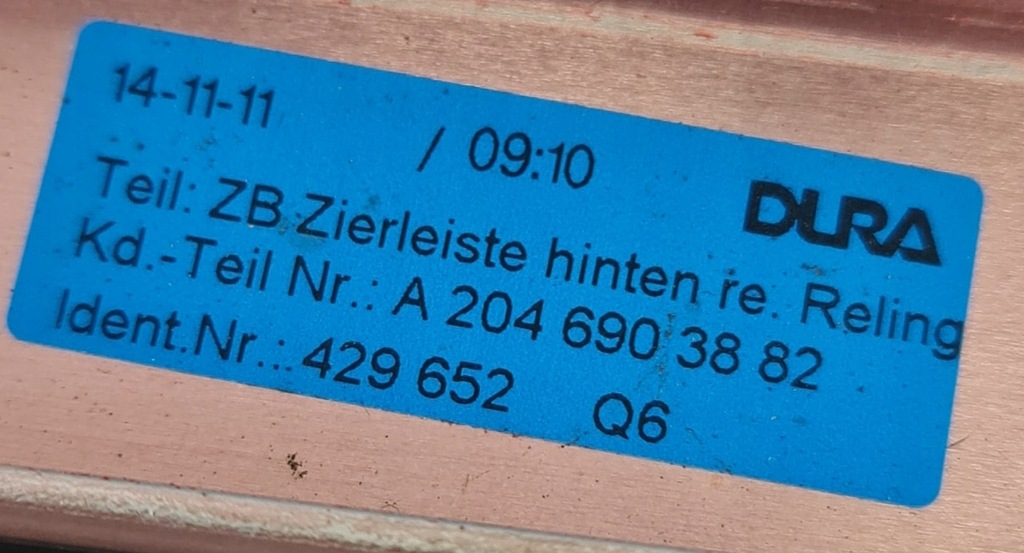 14-11-11 / 09:10
DURA
Teil: ZB Zierleiste hinten re. Reling
Kd.-Teil Nr.: A 204 690 38 82
Ident.Nr.: 429 652 Q6